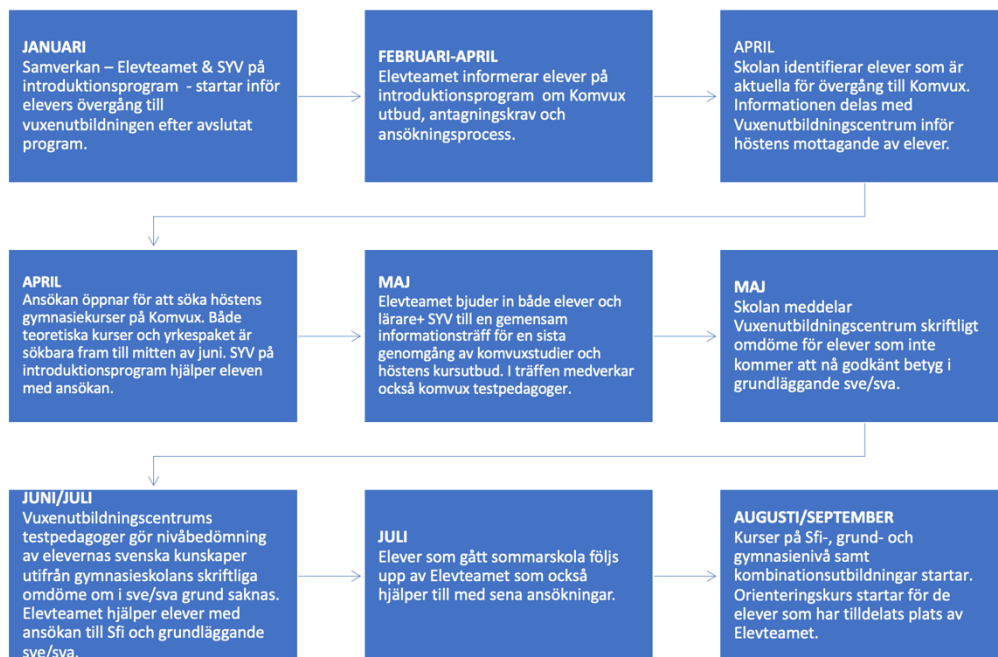 JANUARI
Samverkan – Elevteamet & SYV på
introduktionsprogram - startar inför
elevers övergång till
vuxenutbildningen efter avslutat
program.
FEBRUARI-APRIL
Elevteamet informerar elever på
introduktionsprogram om Komvux
utbud, antagningskrav och
ansökningsprocess.
APRIL
Skolan identifierar elever som är
aktuella för övergång till Komvux.
Informationen delas med
Vuxenutbildningscentrum inför
höstens mottagande av elever.
APRIL
Ansökan öppnar för att söka höstens
gymnasiekurser på Komvux. Både
teoretiska kurser och yrkespaket är
sökbara fram till mitten av juni. SYV på
introduktionsprogram hjälper eleven
med ansökan.
MAJ
Elevteamet bjuder in både elever och
lärare+ SYV till en gemensam
informationsträff för en sista
genomgång av komvuxstudier och
höstens kursutbud. I träffen medverkar
också komvux testpedagoger.
MAJ
Skolan meddelar
Vuxenutbildningscentrum skriftligt
omdöme för elever som inte
kommer att nå godkänt betyg i
grundläggande sve/sva.
JUNI/JULI
Vuxenutbildningscentrums
testpedagoger gör nivåbedömning
av elevernas svenska kunskaper
utifrån gymnasieskolans skriftliga
omdöme om i sve/sva grund saknas.
Elevteamet hjälper elever med
ansökan till Sfi och grundläggande
sve/sva.
JULI
Elever som gått sommarskola följs
upp av Elevteamet som också
hjälper till med sena ansökningar.
AUGUSTI/SEPTEMBER
Kurser på Sfi-, grund- och
gymnasienivå samt
kombinationsutbildningar startar.
Orienteringskurs startar för de
elever som har tilldelats plats av
Elevteamet.